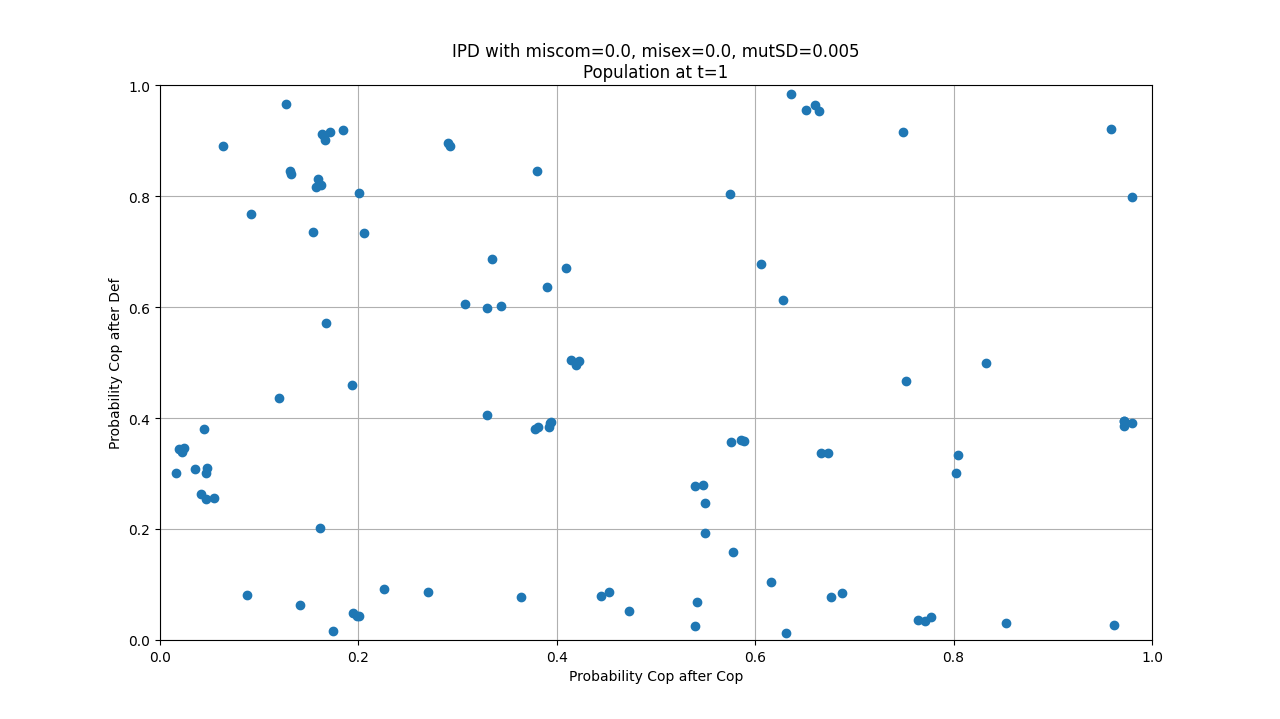 IPD with miscom=0.0, misex=0.0, mutSD=0.005
Population at t=1
1.0
0.8
0.6
0.4
0.2
0.0
Probability Cop after Def
0.0 0.2 0.4 0.6 0.8 1.0
Probability Cop after Cop